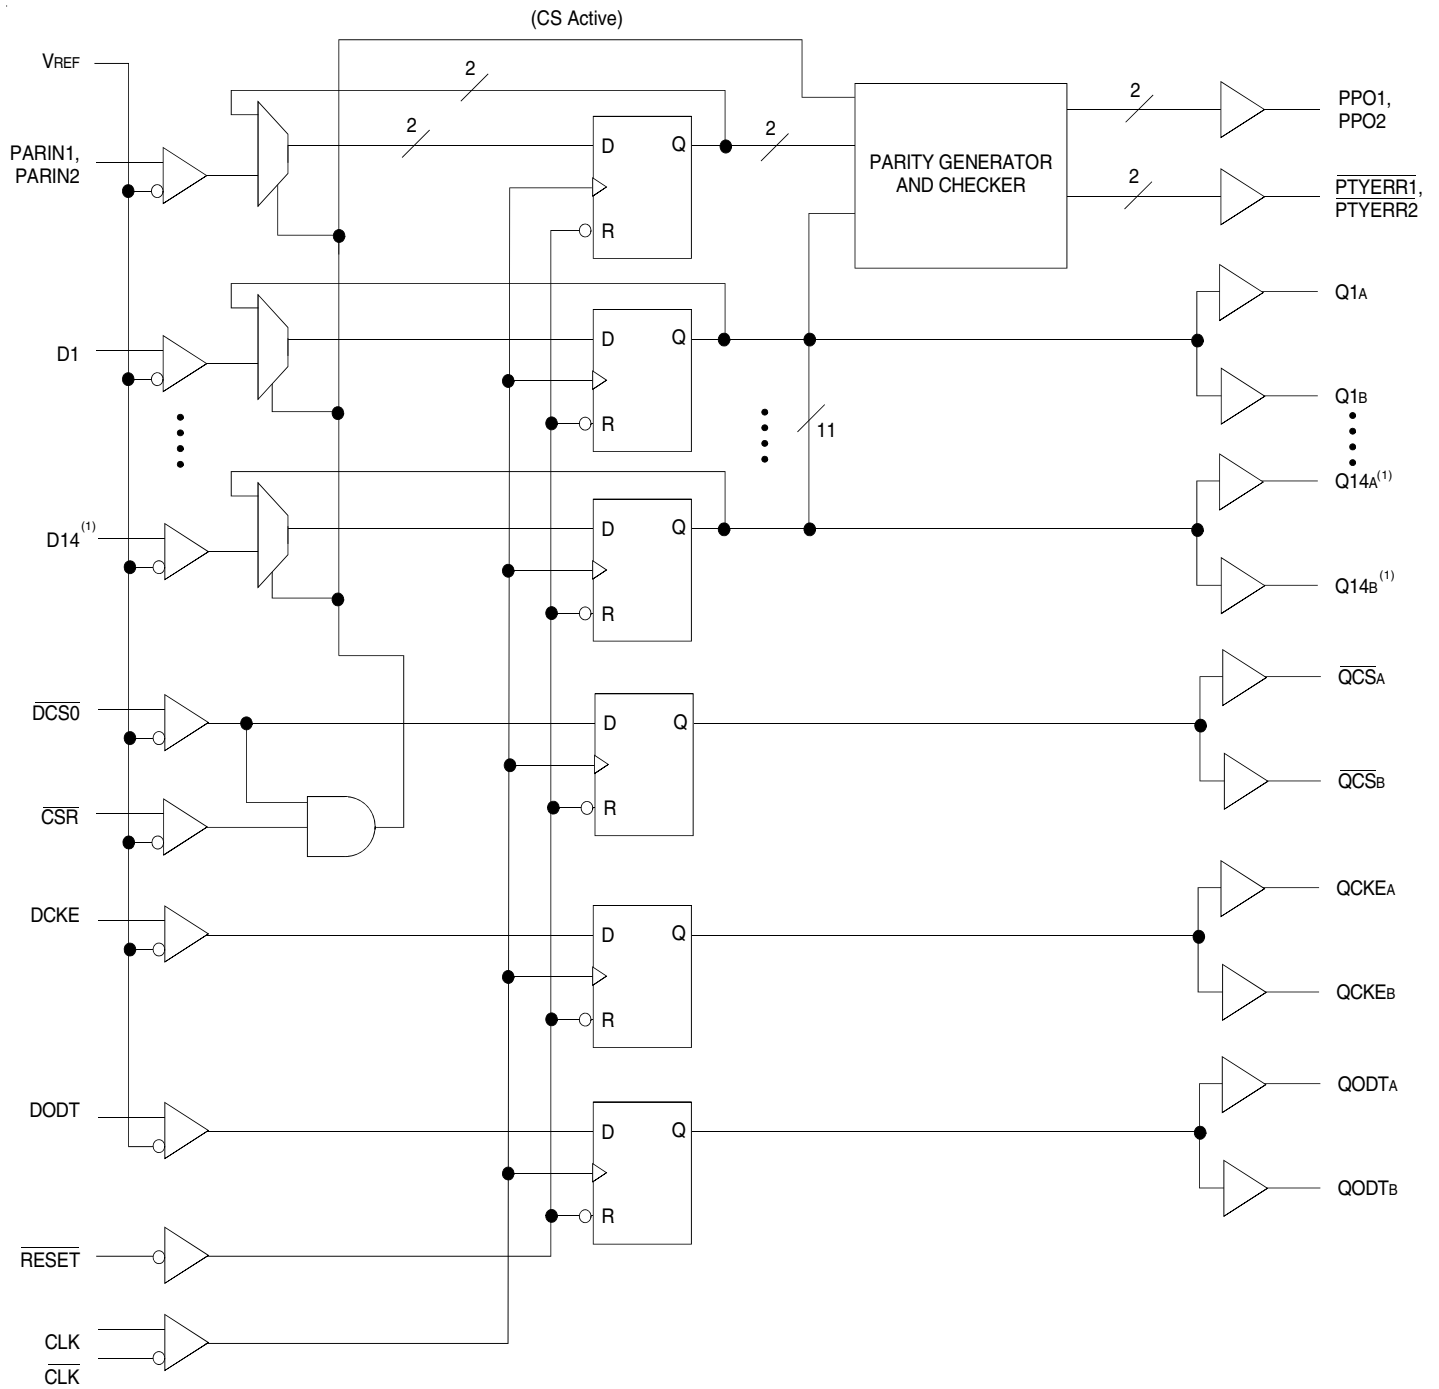 (CS Active)
VREF
2
2
2
2
PPO1,
PPO2
PARIN1,
PARIN2
D
Q
R
PARITY GENERATOR
AND CHECKER
2
PTYERR1,
PTYERR2
Q1A
D1
D
Q
R
11
Q1B
Q14A(1)
D14(1)
D
Q
R
Q14B(1)
QCSA
DCS0
D
Q
R
QCSB
CSR
QCKEA
DCKE
D
Q
R
QCKEB
QODTA
DODT
D
Q
R
QODTB
RESET
CLK
CLK